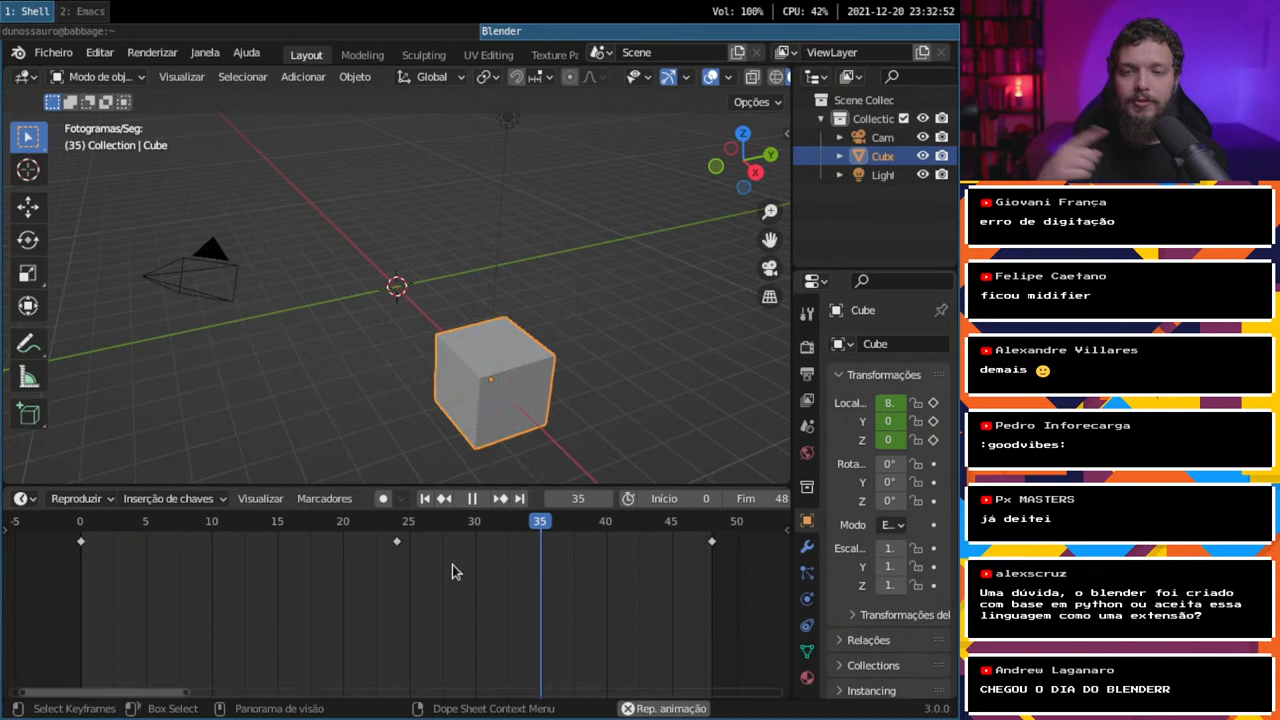 1: Shell 2: Emacs Vol: 100% CPU: 42% 2021-12-20 23:32:52
dunossauro@babbage:~ Blender
Ficheiro Editar Renderizar Janela Ajuda Layout Modeling Sculpting UV Editing Texture Pa Scene ViewLayer
Modo de obj... Visualizar Selecionar Adicionar Objeto Global
Opções
Fotogramas/Seg:
(35) Collection | Cube
Z
Y
X
Scene Collec
Collectic
Cam
Cube
Light
Cube
Cube
Transformações
Local... 8.
Y 0
Z 0
Rota... 0°
Y 0°
Z 0°
Modo E...
Escal... 1.
Y 1.
Z 1.
Transformações del
Relações
Collections
Instancing
Reproduzir Inserção de chaves Visualizar Marcadores 35 Início 0 Fim 48
-5 0 5 10 15 20 25 30 35 40 45 50
Select Keyframes Box Select Panorama de visão Dope Sheet Context Menu Rep. animação 3.0.0
Giovani França
erro de digitação
Felipe Caetano
ficou midifier
Alexandre Villares
demais 🙂
Pedro Inforecarga
:goodvibes:
Px MASTERS
já deitei
alexscruz
Uma dúvida, o blender foi criado
com base em python ou aceita essa
linguagem como uma extensão?
Andrew Laganaro
CHEGOU O DIA DO BLENDERR